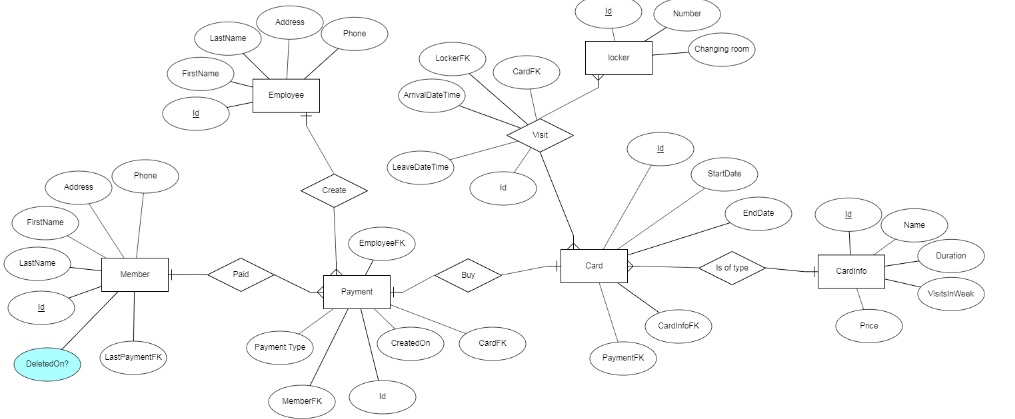 Id
Number
Changing room
locker
Address
LastName
Phone
FirstName
Employee
Id
LockerFK
CardFK
ArrivalDateTime
Visit
LeaveDateTime
Id
Id
StartDate
EndDate
Create
Address
Phone
FirstName
LastName
Id
Member
DeletedOn?
LastPaymentFK
Paid
EmployeeFK
Payment
Payment Type
MemberFK
Id
CreatedOn
CardFK
Buy
Card
CardInfoFK
PaymentFK
Is of type
Id
Name
Duration
VisitsInWeek
Price
CardInfo